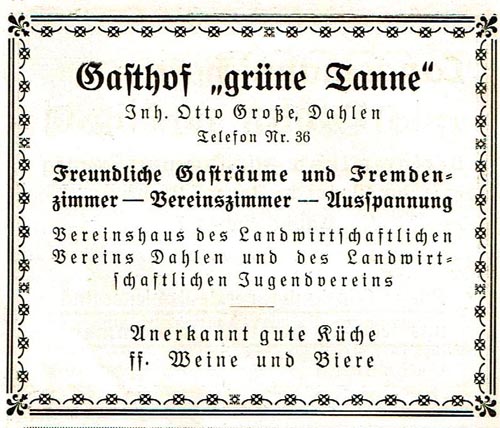 Gasthof „grüne Tanne“
Inh. Otto Große, Dahlen
Telefon Nr. 36
Freundliche Gasträume und Fremden-
zimmer — Vereinszimmer — Ausspannung
Vereinshaus des Landwirtschaftlichen
Vereins Dahlen und des Landwirt-
schaftlichen Jugendvereins
Anerkannt gute Küche
ff. Weine und Biere